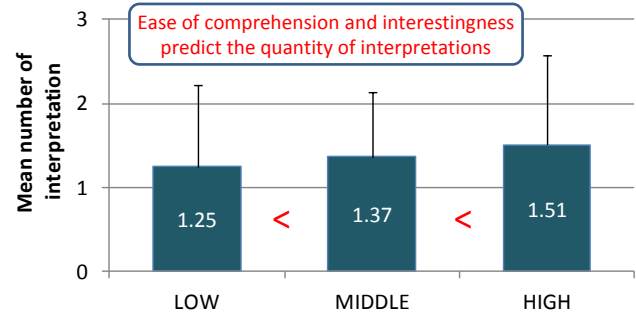 Ease of comprehension and interestingness
predict the quantity of interpretations
Mean number of
interpretation
3
2
1
0
1.25
<
1.37
<
1.51
LOW
MIDDLE
HIGH